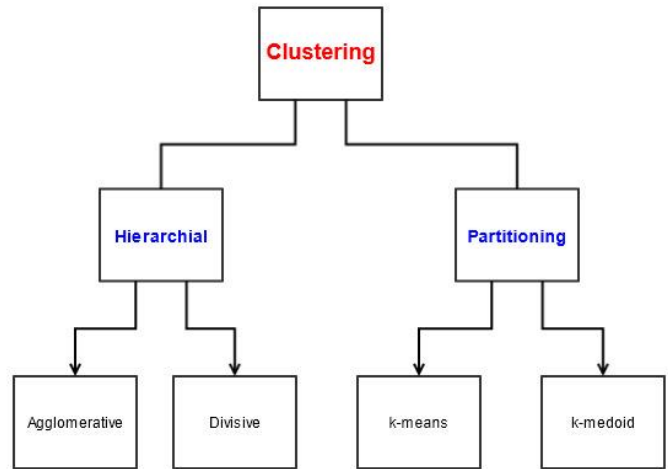 Clustering
Hierarchial
Partitioning
Agglomerative
Divisive
k-means
k-medoid